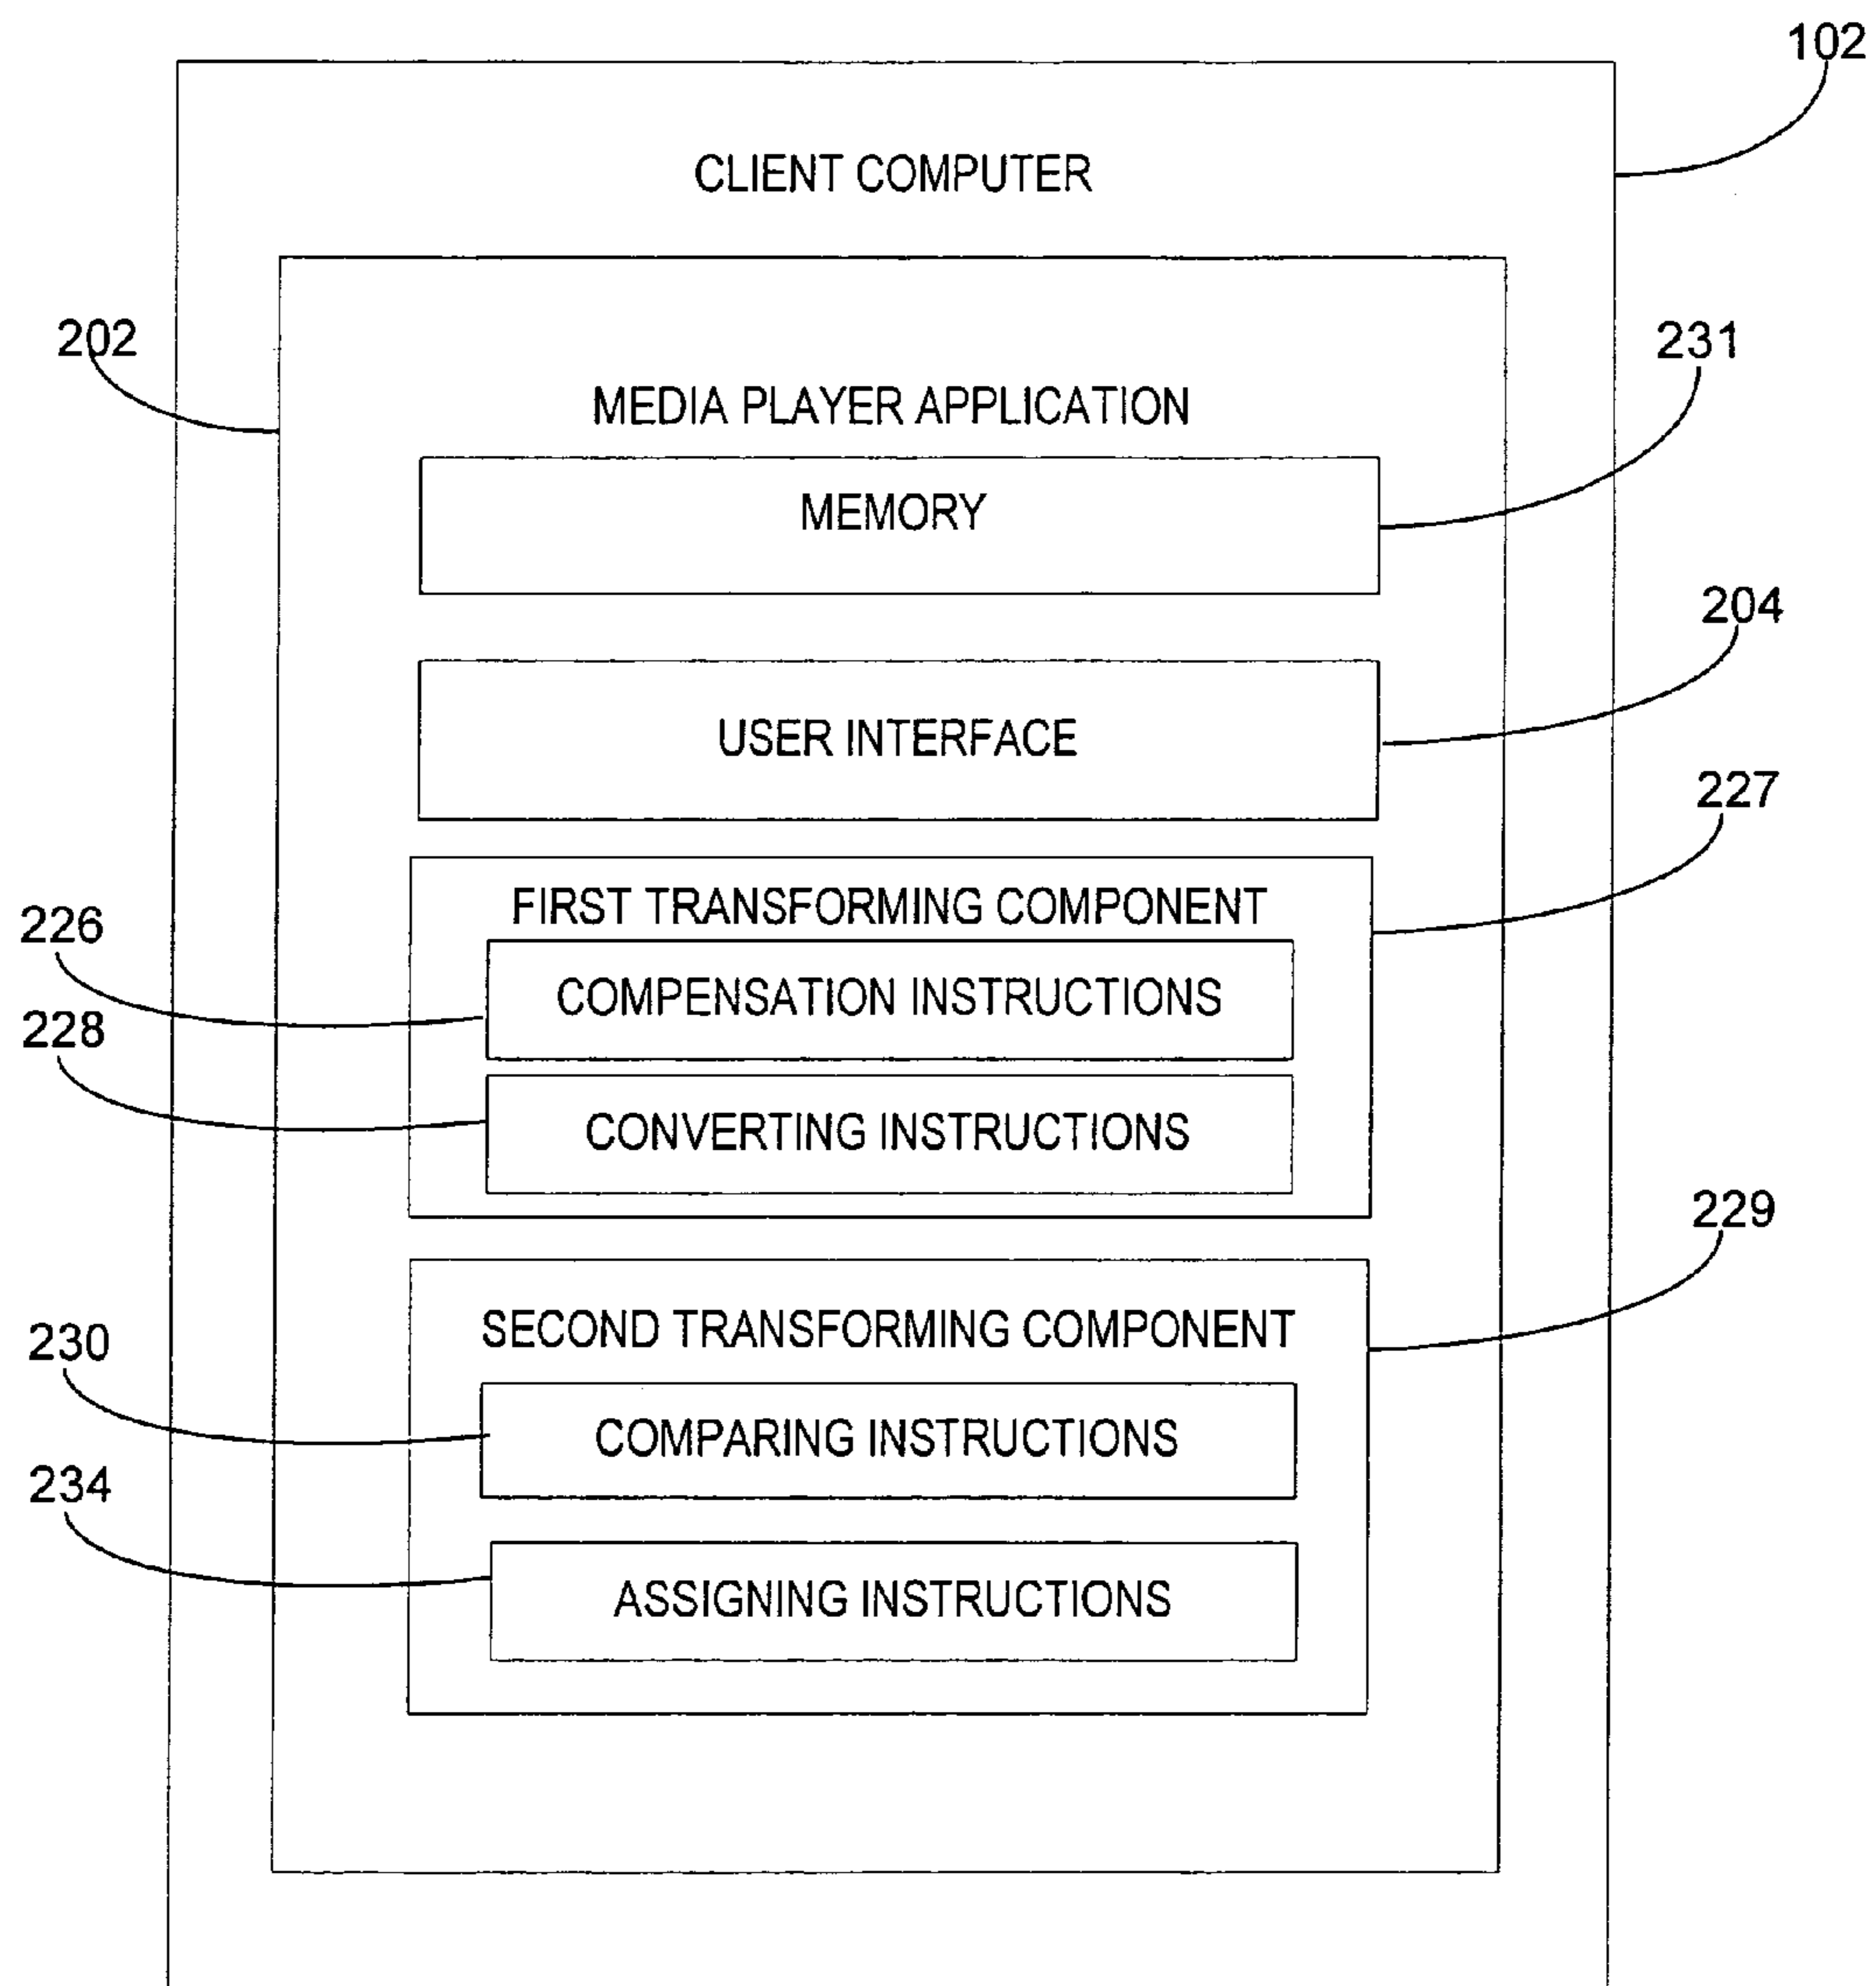 102
CLIENT COMPUTER
202
231
MEDIA PLAYER APPLICATION
MEMORY
204
USER INTERFACE
227
FIRST TRANSFORMING COMPONENT
226
COMPENSATION INSTRUCTIONS
228
CONVERTING INSTRUCTIONS
229
SECOND TRANSFORMING COMPONENT
230
COMPARING INSTRUCTIONS
234
ASSIGNING INSTRUCTIONS